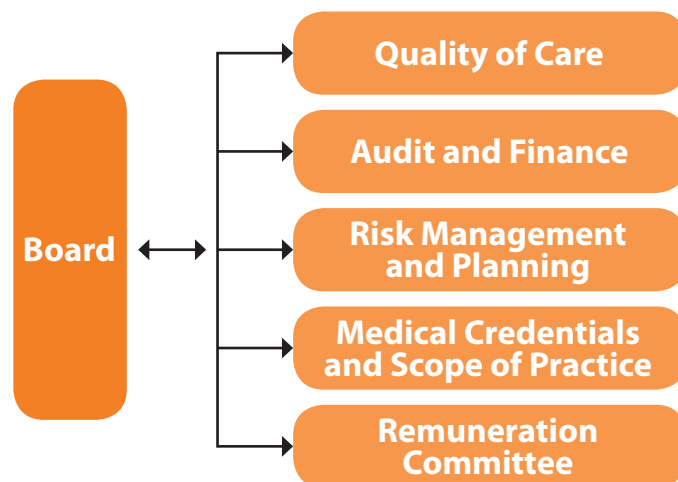 Board
Quality of Care
Audit and Finance
Risk Management
and Planning
Medical Credentials
and Scope of Practice
Remuneration
Committee